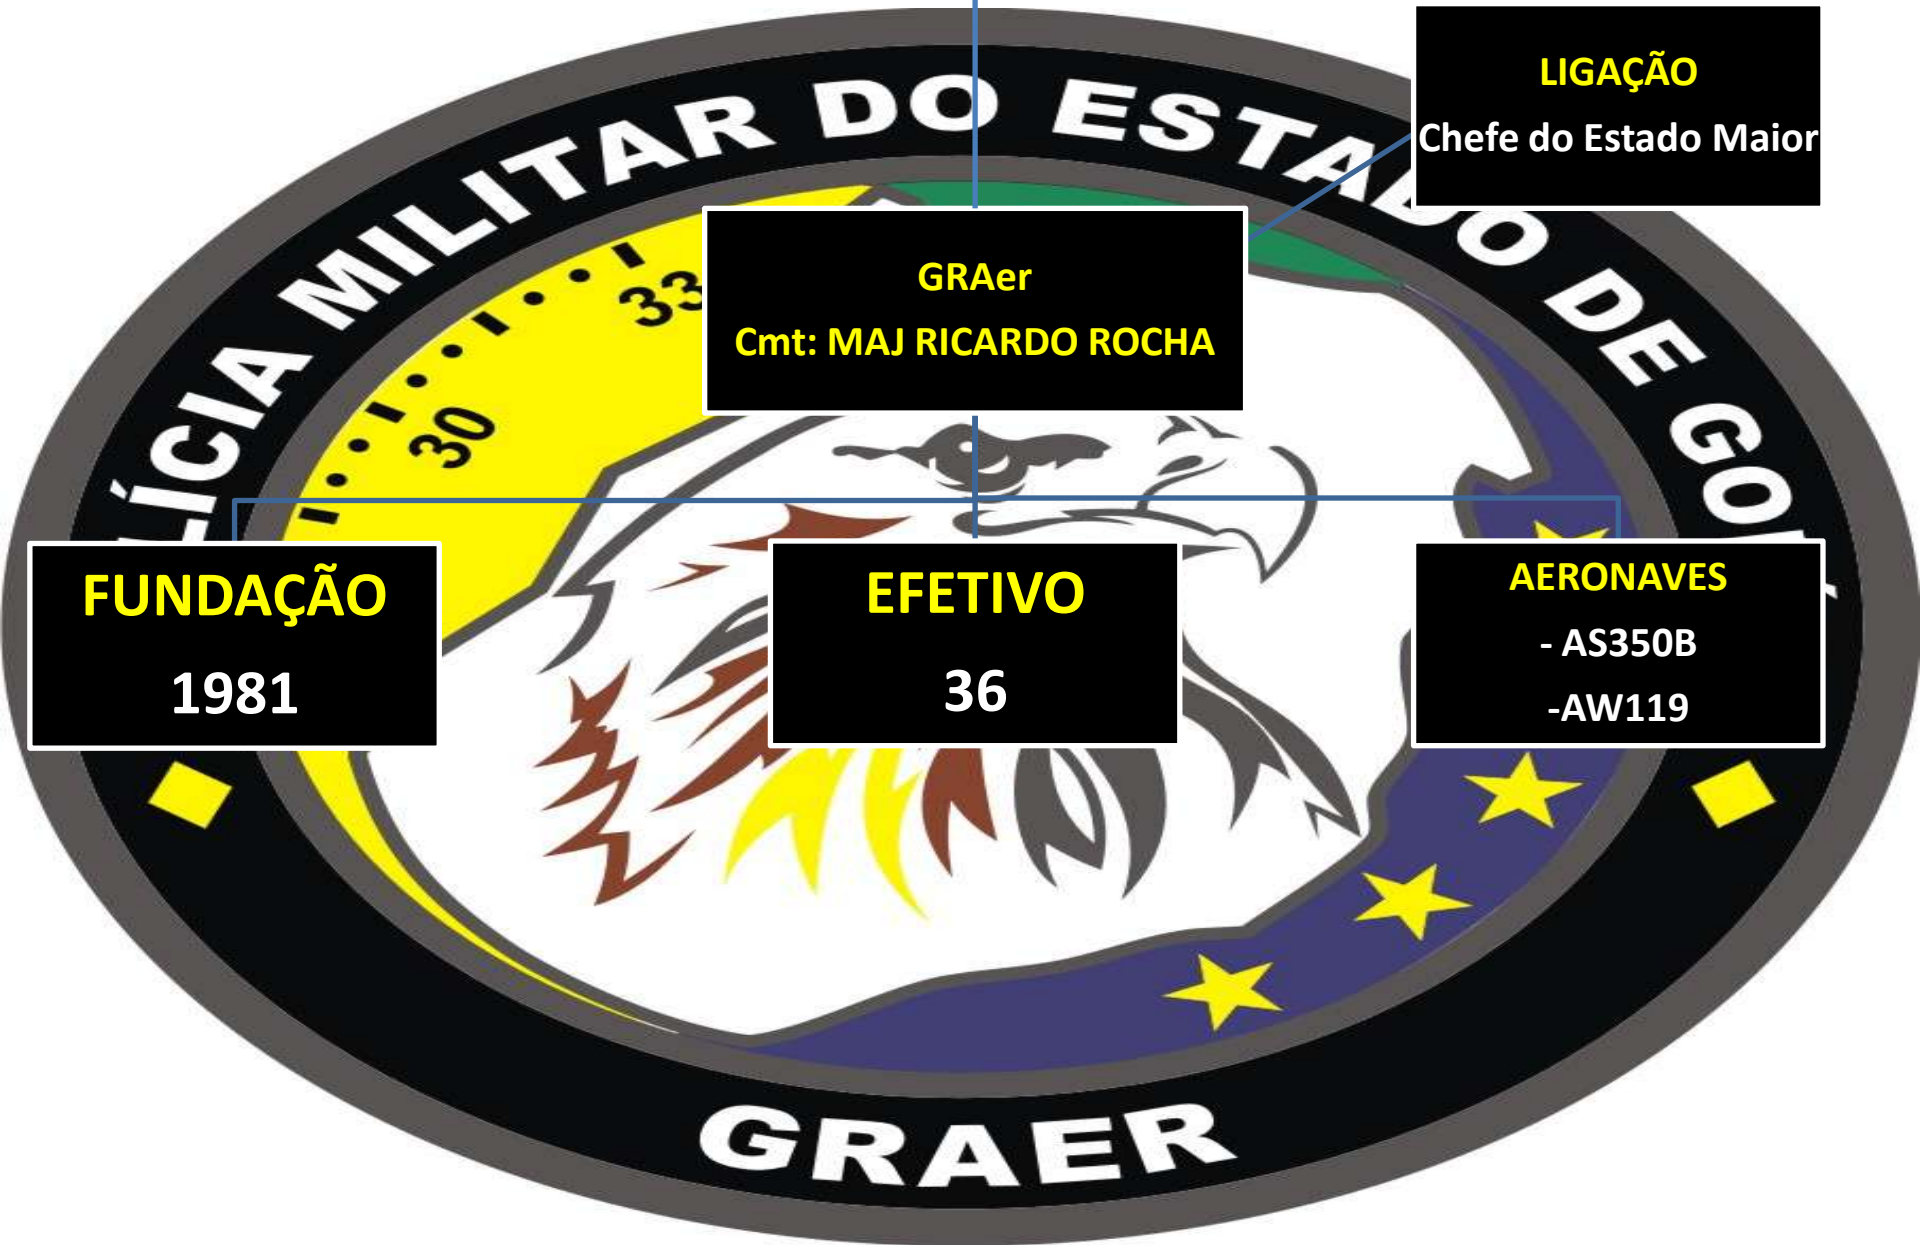 LÍCIA MILITAR DO ESTADO DE GOI
LIGAÇÃO
Chefe do Estado Maior
GRAer
Cmt: MAJ RICARDO ROCHA
33
30
FUNDAÇÃO
1981
EFETIVO
36
AERONAVES
- AS350B
-AW119
GRAER